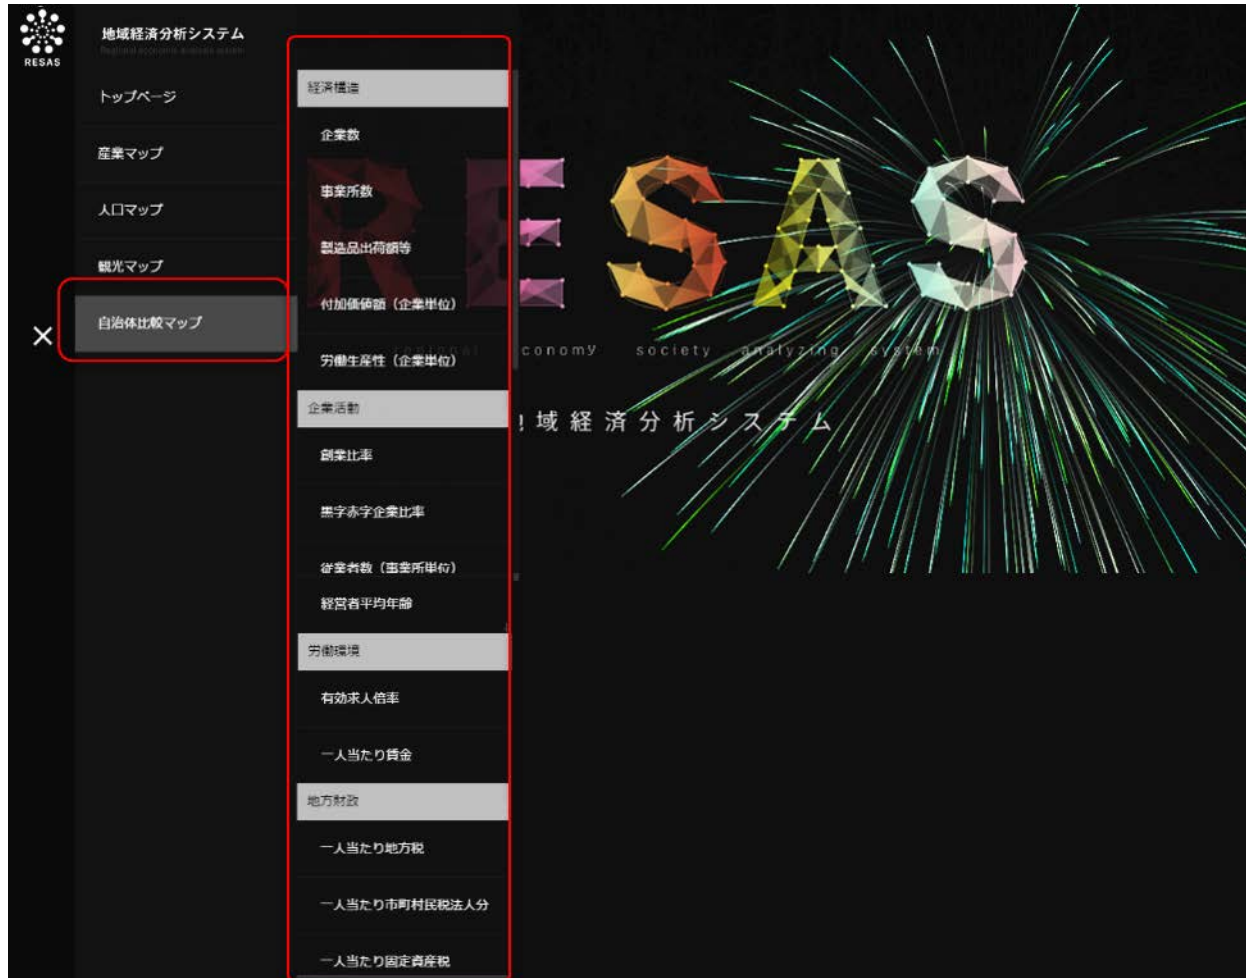 RESAS
地域経済分析システム
トップページ
産業マップ
人口マップ
観光マップ
自治体比較マップ
経済構造
企業数
事業所数
製造品出荷額等
付加価値額（企業単位）
労働生産性（企業単位）
企業活動
創業比率
黒字赤字企業比率
従業者数（事業所単位）
経営者平均年齢
労働環境
有効求人倍率
一人当たり賃金
地方財政
一人当たり地方税
一人当たり市町村民税法人分
一人当たり固定資産税
RESAS
regional economy society analyzing system
域経済分析システム